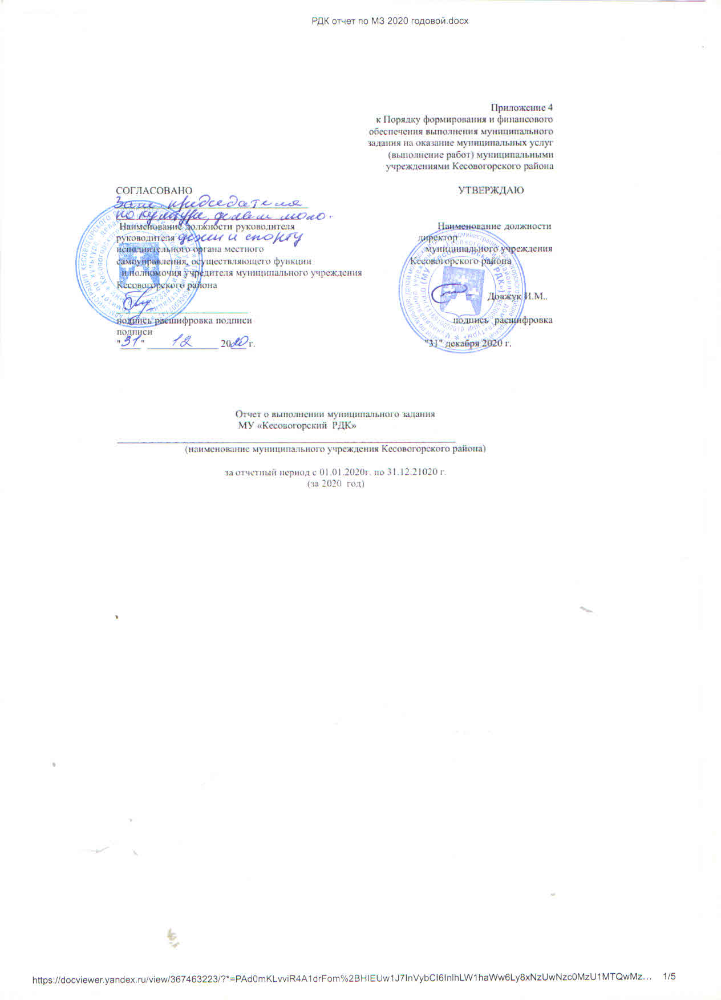 РДК отчет по МЗ 2020 годовой.docx
Приложение 4
к Порядку формирования и финансового
обеспечения выполнения муниципального
задания на оказание муниципальных услуг
(выполнение работ) муниципальными
учреждениями Кесовогорского района
СОГЛАСОВАНО УТВЕРЖДАЮ
Зам. председателя
по культуре, делам моло-
Наименование должности руководителя Наименование должности
руководителя дежи и спорту директор
исполнительного органа местного муниципального учреждения
самоуправления, осуществляющего функции Кесовогорского района
и полномочия учредителя муниципального учреждения
Кесовогорского района
Довжук И.М..
подпись расшифровка подписи подпись расшифровка
подписи
"31" 12 2020 г. "31" декабря 2020 г.
Отчет о выполнении муниципального задания
МУ «Кесовогорский РДК»
(наименование муниципального учреждения Кесовогорского района)
за отчетный период с 01.01.2020г. по 31.12.21020 г.
(за 2020 год)
https://docviewer.yandex.ru/view/367463223/?*=PAd0mKLvviR4A1drFom%2BHIEUw1J7InVybCI6InlhLW1haWw6Ly8xNzUwNzc0MzU1MTQwMz... 1/5